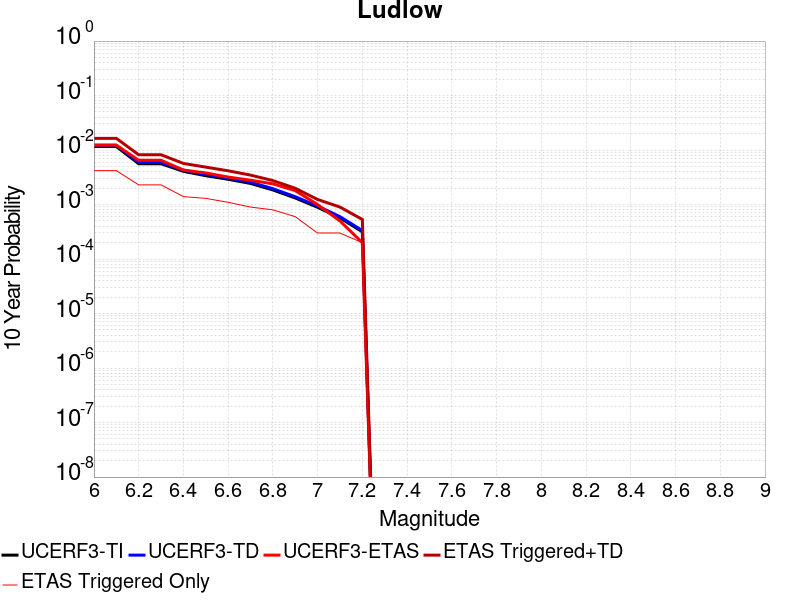 Ludlow
10⁰
10⁻¹
10⁻²
10⁻³
10⁻⁴
10⁻⁵
10⁻⁶
10⁻⁷
10⁻⁸
10 Year Probability
6 6.2 6.4 6.6 6.8 7 7.2 7.4 7.6 7.8 8 8.2 8.4 8.6 8.8 9
Magnitude
UCERF3-TI UCERF3-TD UCERF3-ETAS ETAS Triggered+TD
ETAS Triggered Only